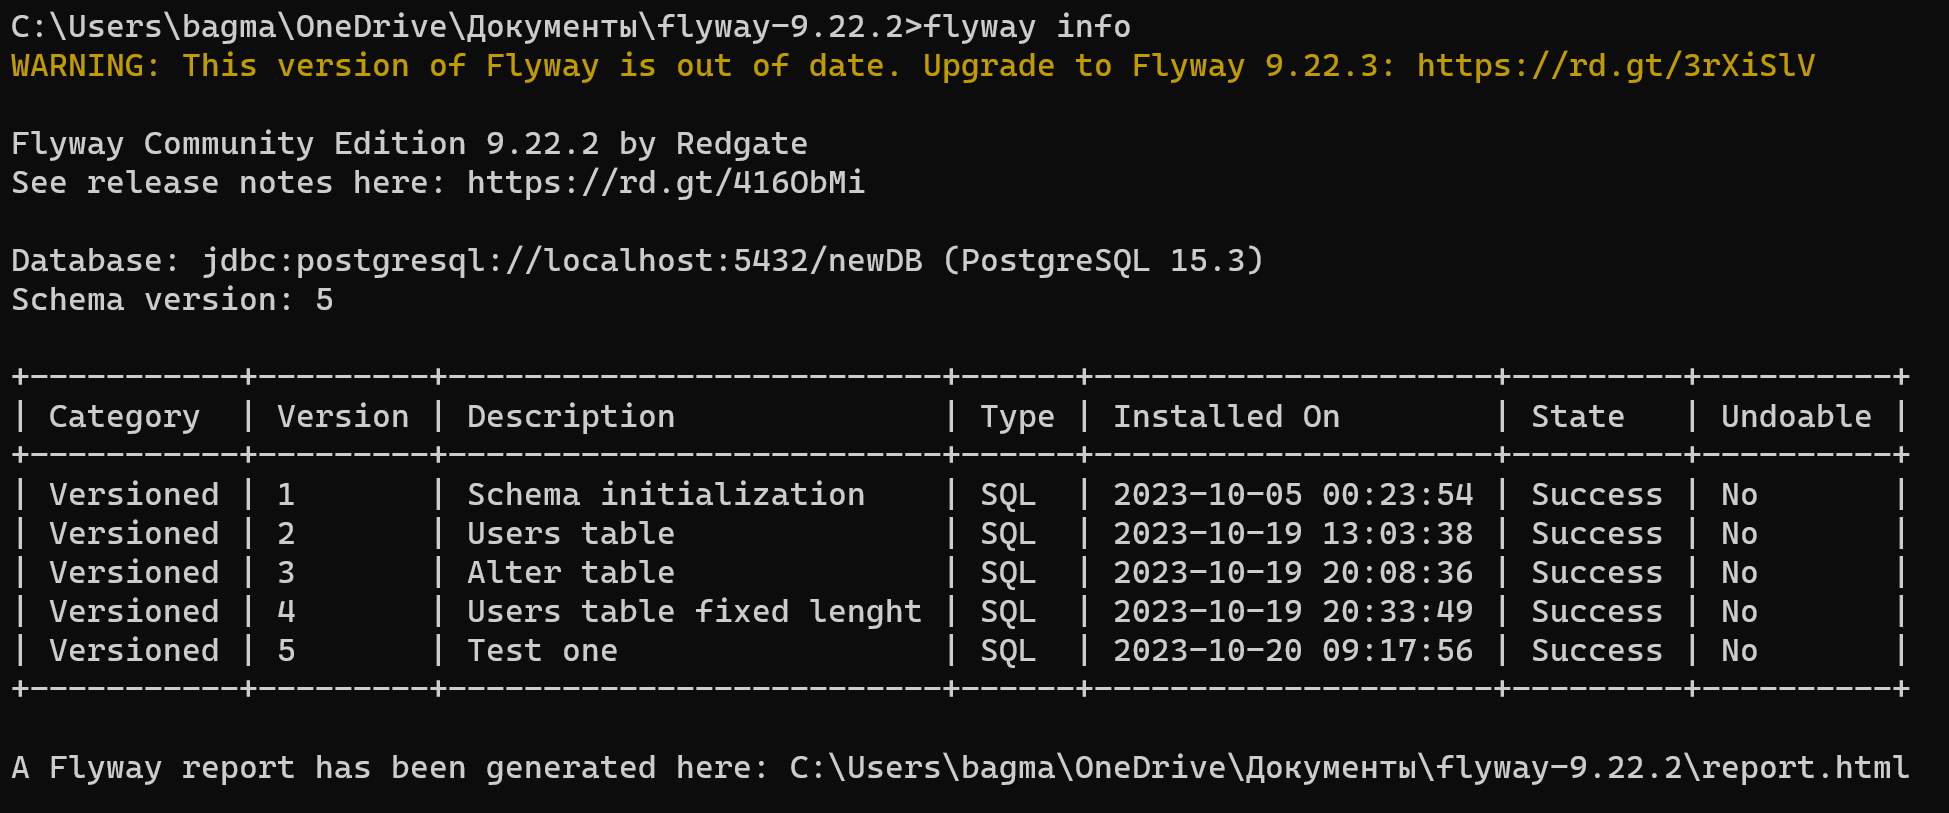 C:\Users\bagma\OneDrive\Документы\flyway-9.22.2>flyway info
WARNING: This version of Flyway is out of date. Upgrade to Flyway 9.22.3: https://rd.gt/3rXiSlV
Flyway Community Edition 9.22.2 by Redgate
See release notes here: https://rd.gt/416ObMi
Database: jdbc:postgresql://localhost:5432/newDB (PostgreSQL 15.3)
Schema version: 5
+-----------+---------+--------------------------+------+---------------------+---------+----------+
| Category  | Version | Description              | Type | Installed On        | State   | Undoable |
+-----------+---------+--------------------------+------+---------------------+---------+----------+
| Versioned | 1       | Schema initialization    | SQL  | 2023-10-05 00:23:54 | Success | No       |
| Versioned | 2       | Users table              | SQL  | 2023-10-19 13:03:38 | Success | No       |
| Versioned | 3       | Alter table              | SQL  | 2023-10-19 20:08:36 | Success | No       |
| Versioned | 4       | Users table fixed lenght | SQL  | 2023-10-19 20:33:49 | Success | No       |
| Versioned | 5       | Test one                 | SQL  | 2023-10-20 09:17:56 | Success | No       |
+-----------+---------+--------------------------+------+---------------------+---------+----------+
A Flyway report has been generated here: C:\Users\bagma\OneDrive\Документы\flyway-9.22.2\report.html